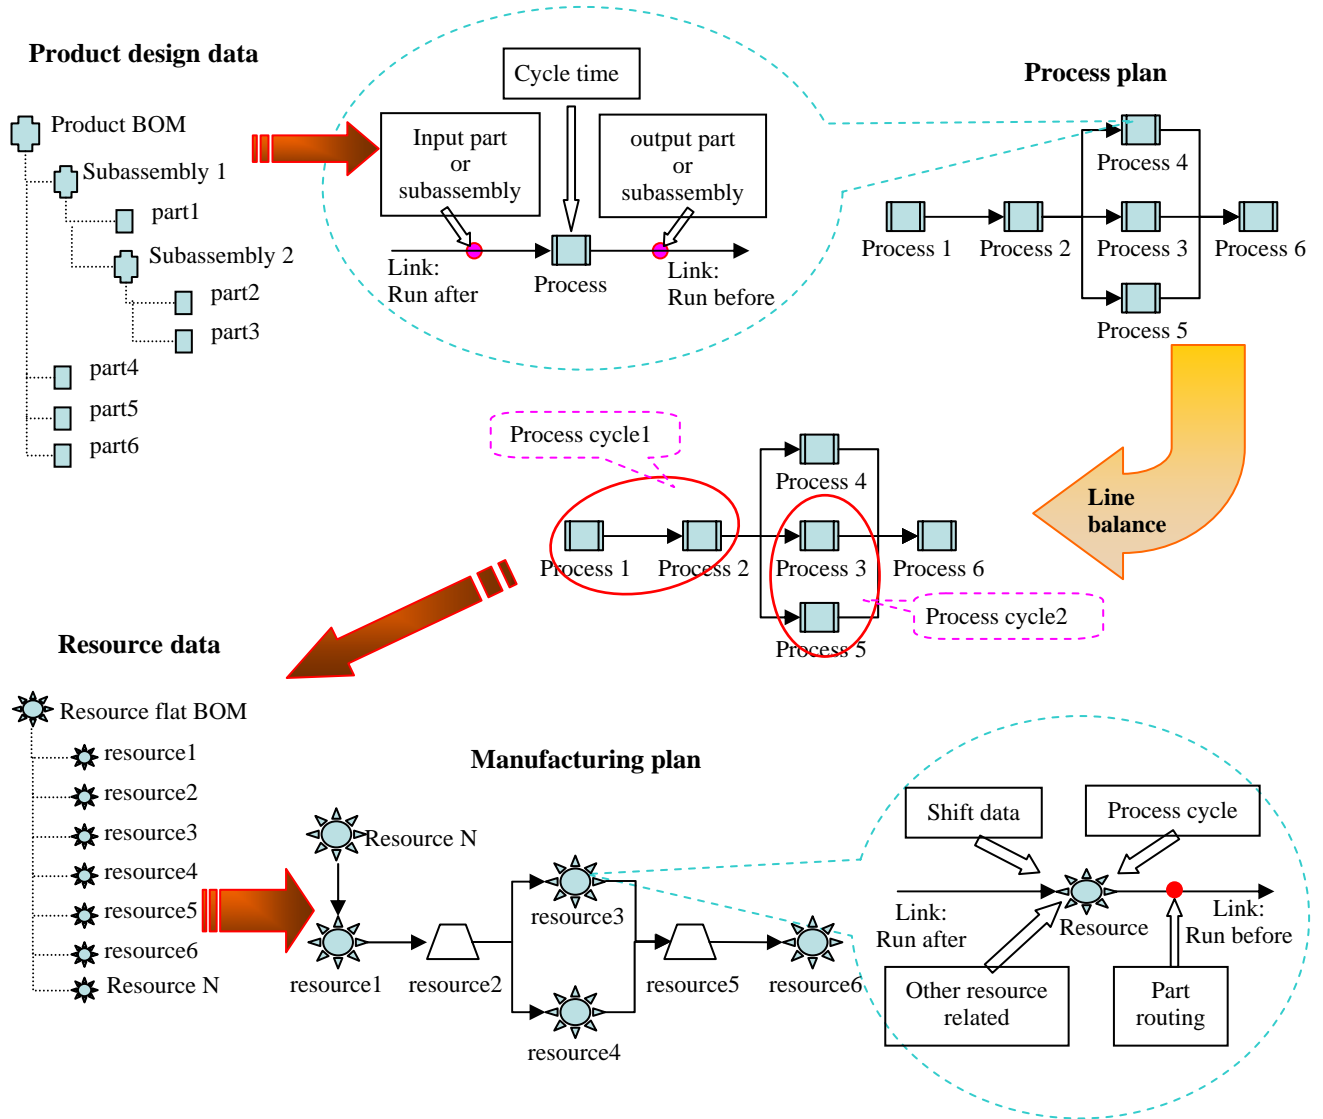 Product design data
Product BOM
Subassembly 1
part1
Subassembly 2
part2
part3
part4
part5
part6
Cycle time
Input part
or
subassembly
output part
or
subassembly
Link:
Run after
Process
Link:
Run before
Process plan
Process 4
Process 1
Process 2
Process 3
Process 6
Process 5
Line
balance
Process cycle1
Process 4
Process 1
Process 2
Process 3
Process 6
Process cycle2
Process 5
Resource data
Resource flat BOM
resource1
resource2
resource3
resource4
resource5
resource6
Resource N
Manufacturing plan
Resource N
resource3
resource1
resource2
resource5
resource6
resource4
Shift data
Process cycle
Link:
Run after
Resource
Link:
Run before
Other resource
related
Part
routing